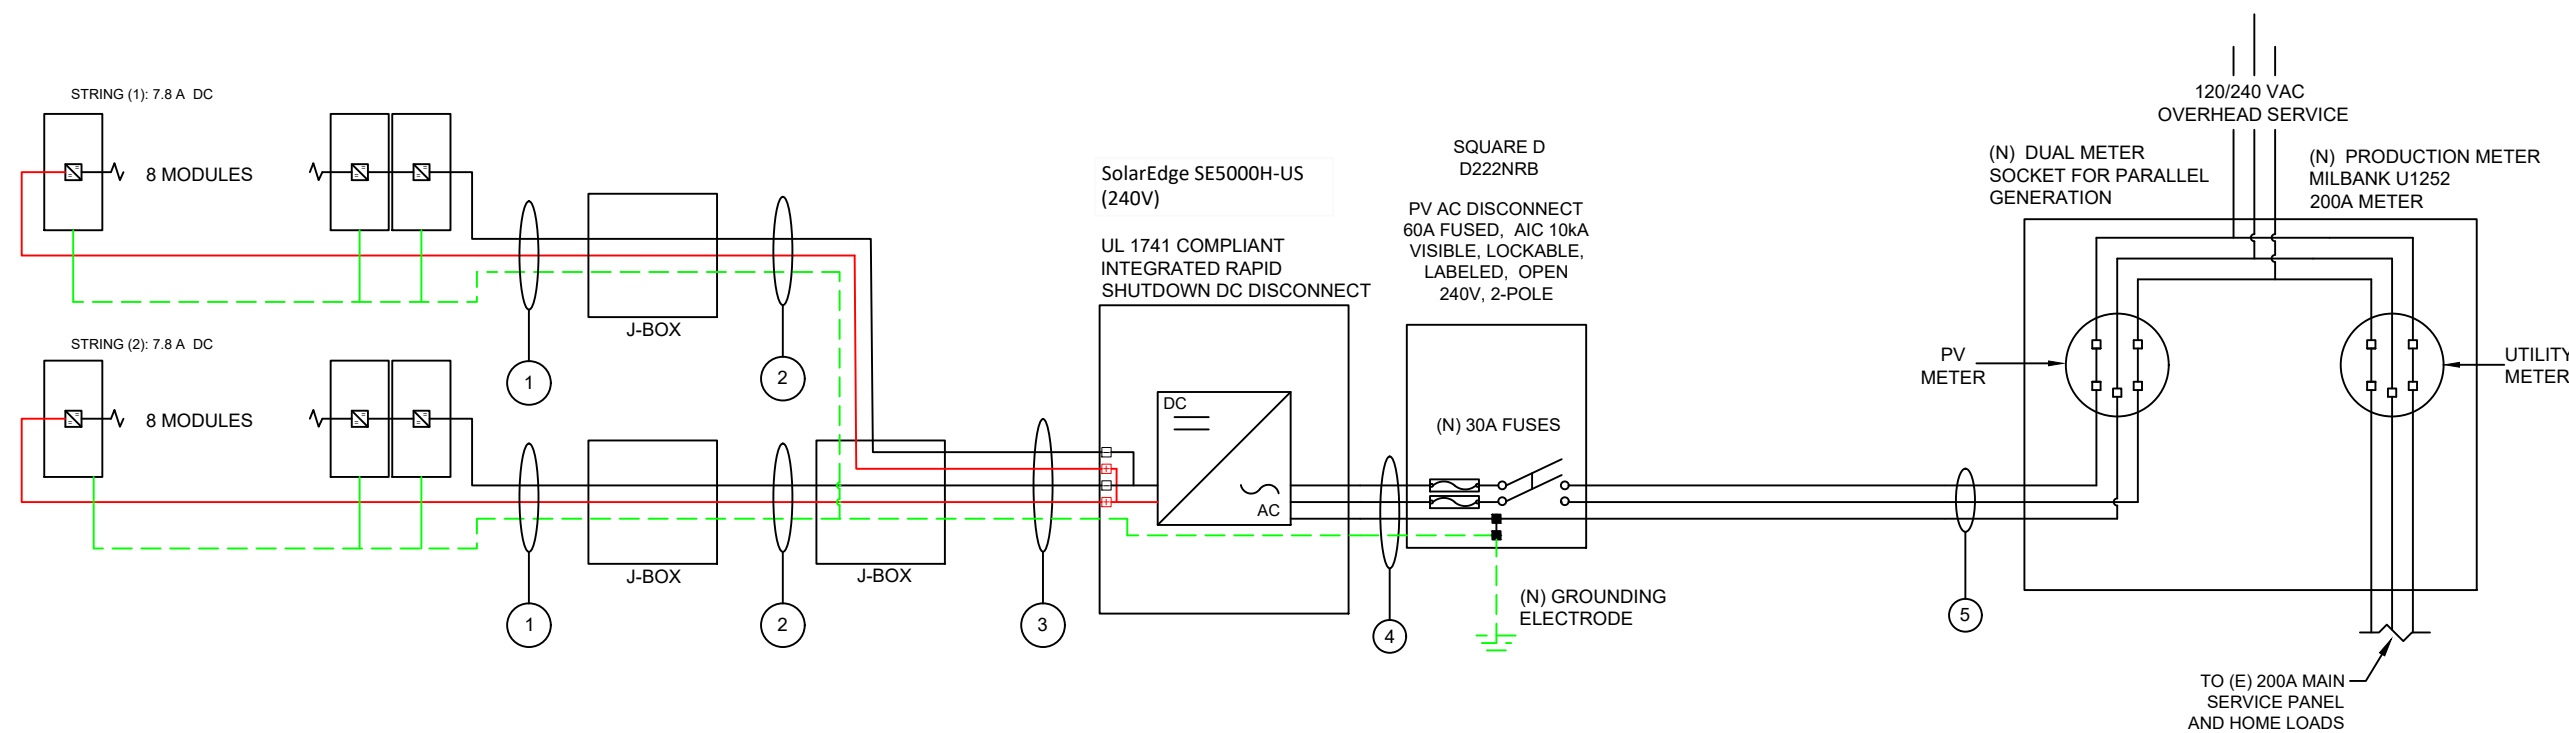 STRING (1): 7.8 A  DC
8 MODULES
1
J-BOX
2
STRING (2): 7.8 A  DC
8 MODULES
1
J-BOX
2
J-BOX
3
SolarEdge SE5000H-US
(240V)
UL 1741 COMPLIANT
INTEGRATED RAPID
SHUTDOWN DC DISCONNECT
DC
AC
4
SQUARE D
D222NRB
PV AC DISCONNECT
60A FUSED,  AIC 10kA
VISIBLE, LOCKABLE,
LABELED,  OPEN
240V, 2-POLE
(N) 30A FUSES
(N) GROUNDING
ELECTRODE
5
120/240 VAC
OVERHEAD SERVICE
(N)  DUAL METER
SOCKET FOR PARALLEL
GENERATION
(N)  PRODUCTION METER
MILBANK U1252
200A METER
PV
METER
UTILITY
METER
TO (E) 200A MAIN
SERVICE PANEL
AND HOME LOADS